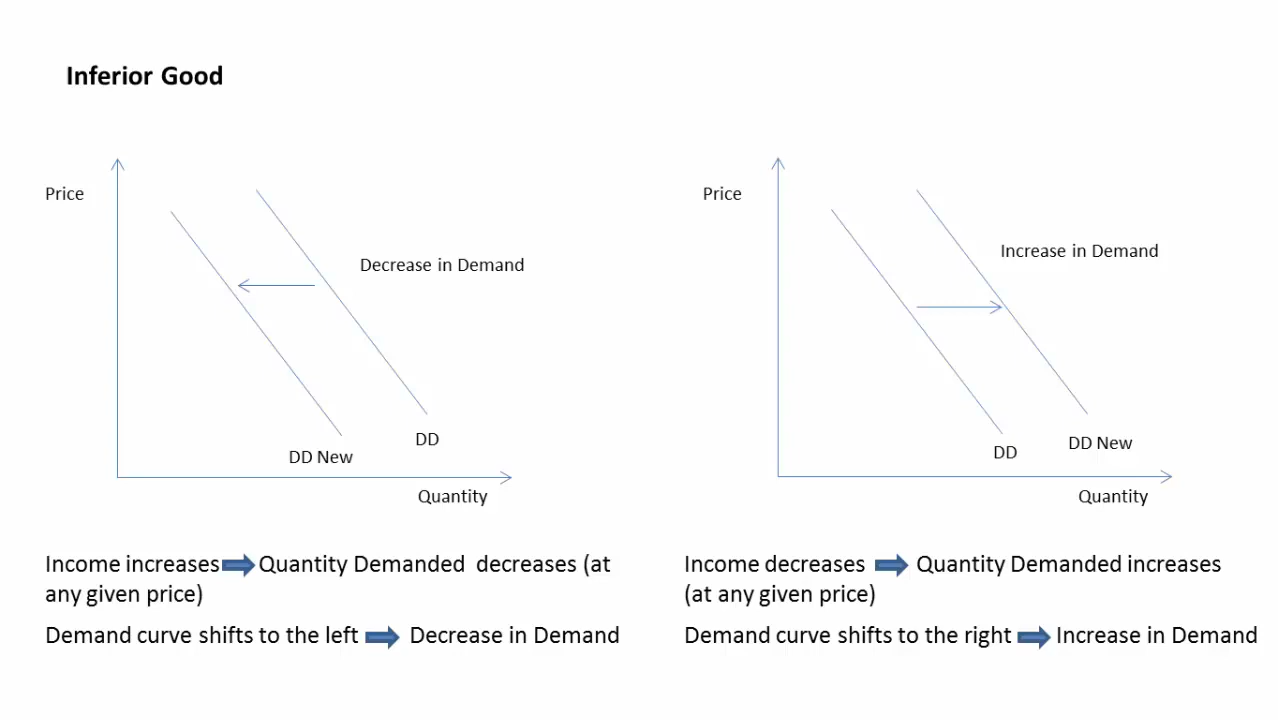 Inferior Good
Price
Decrease in Demand
DD New
DD
Quantity
Income increases Quantity Demanded decreases (at
any given price)
Demand curve shifts to the left Decrease in Demand
Price
Increase in Demand
DD
DD New
Quantity
Income decreases Quantity Demanded increases
(at any given price)
Demand curve shifts to the right Increase in Demand